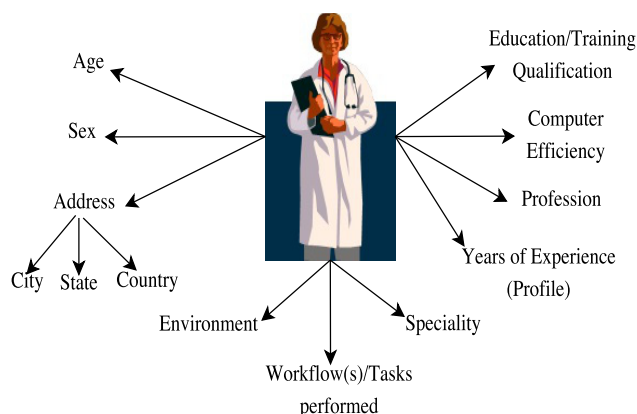 Age
Sex
Address
City
State
Country
Education/Training
Qualification
Computer
Efficiency
Profession
Years of Experience
(Profile)
Environment
Speciality
Workflow(s)/Tasks
performed